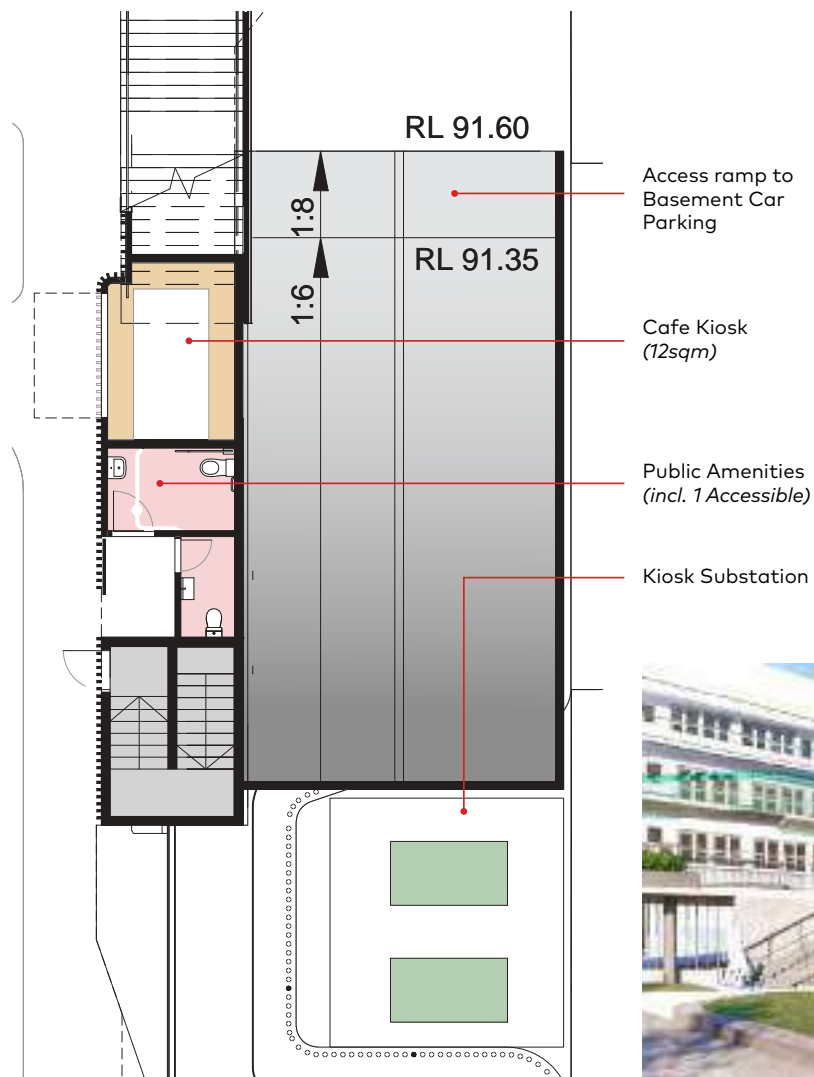 RL 91.60
1:8
RL 91.35
1:6
Access ramp to
Basement Car
Parking
Cafe Kiosk
(12sqm)
Public Amenities
(incl. 1 Accessible)
Kiosk Substation